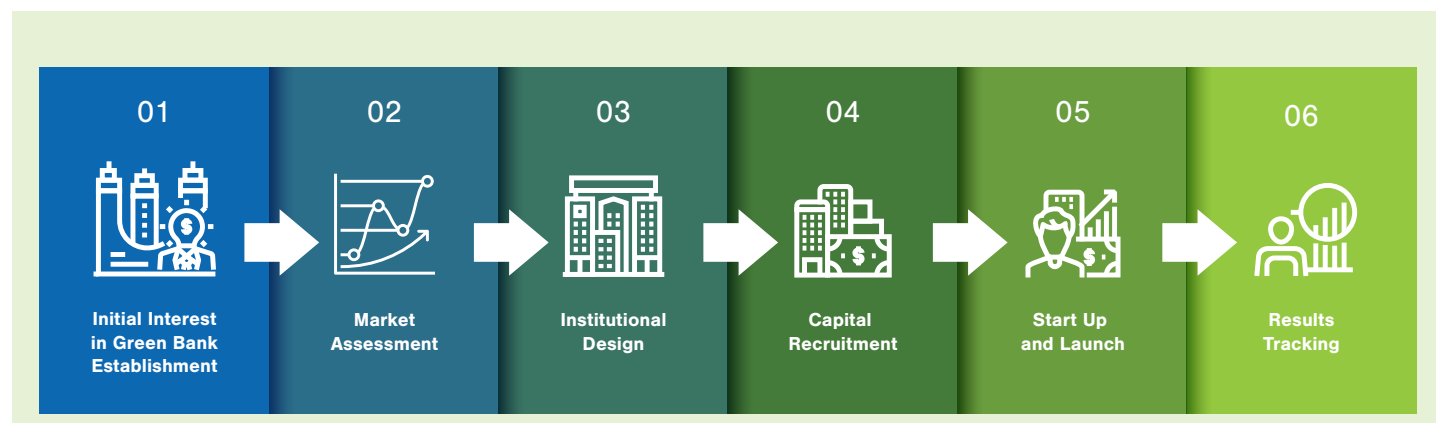 01
Initial Interest
in Green Bank
Establishment
02
Market
Assessment
03
Institutional
Design
04
Capital
Recruitment
05
Start Up
and Launch
06
Results
Tracking